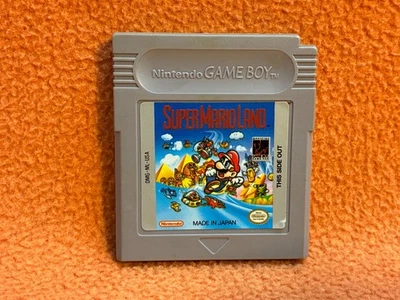 Nintendo GAME BOY TM
SUPER MARIO LAND
DMG-ML-USA
THIS SIDE OUT
Nintendo
MADE IN JAPAN